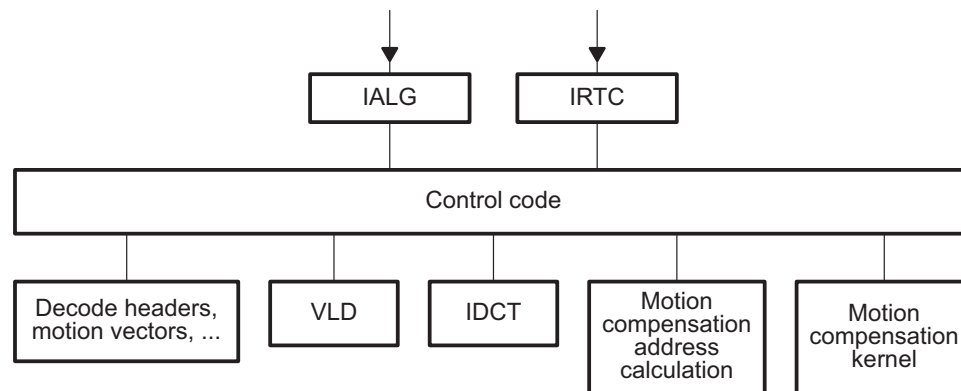 IALG
IRTC
Control code
Decode headers,
motion vectors, ...
VLD
IDCT
Motion
compensation
address
calculation
Motion
compensation
kernel